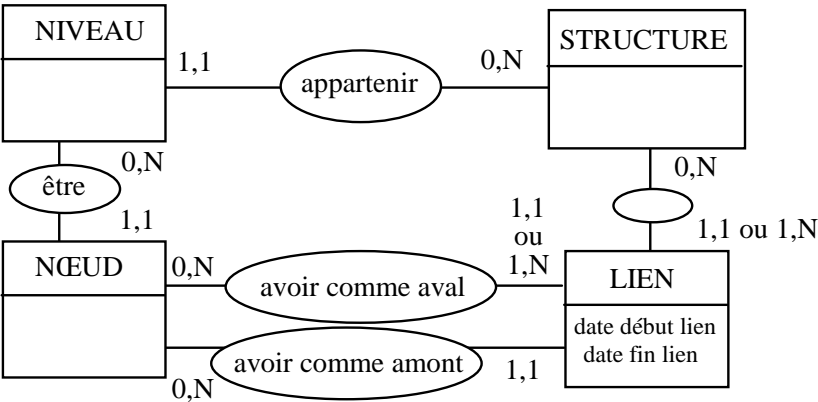 NIVEAU
1,1
appartenir
0,N
STRUCTURE
0,N
être
1,1
0,N
1,1 ou 1,N
NŒUD
0,N
avoir comme aval
1,1
ou
1,N
LIEN
date début lien
date fin lien
avoir comme amont
0,N
1,1